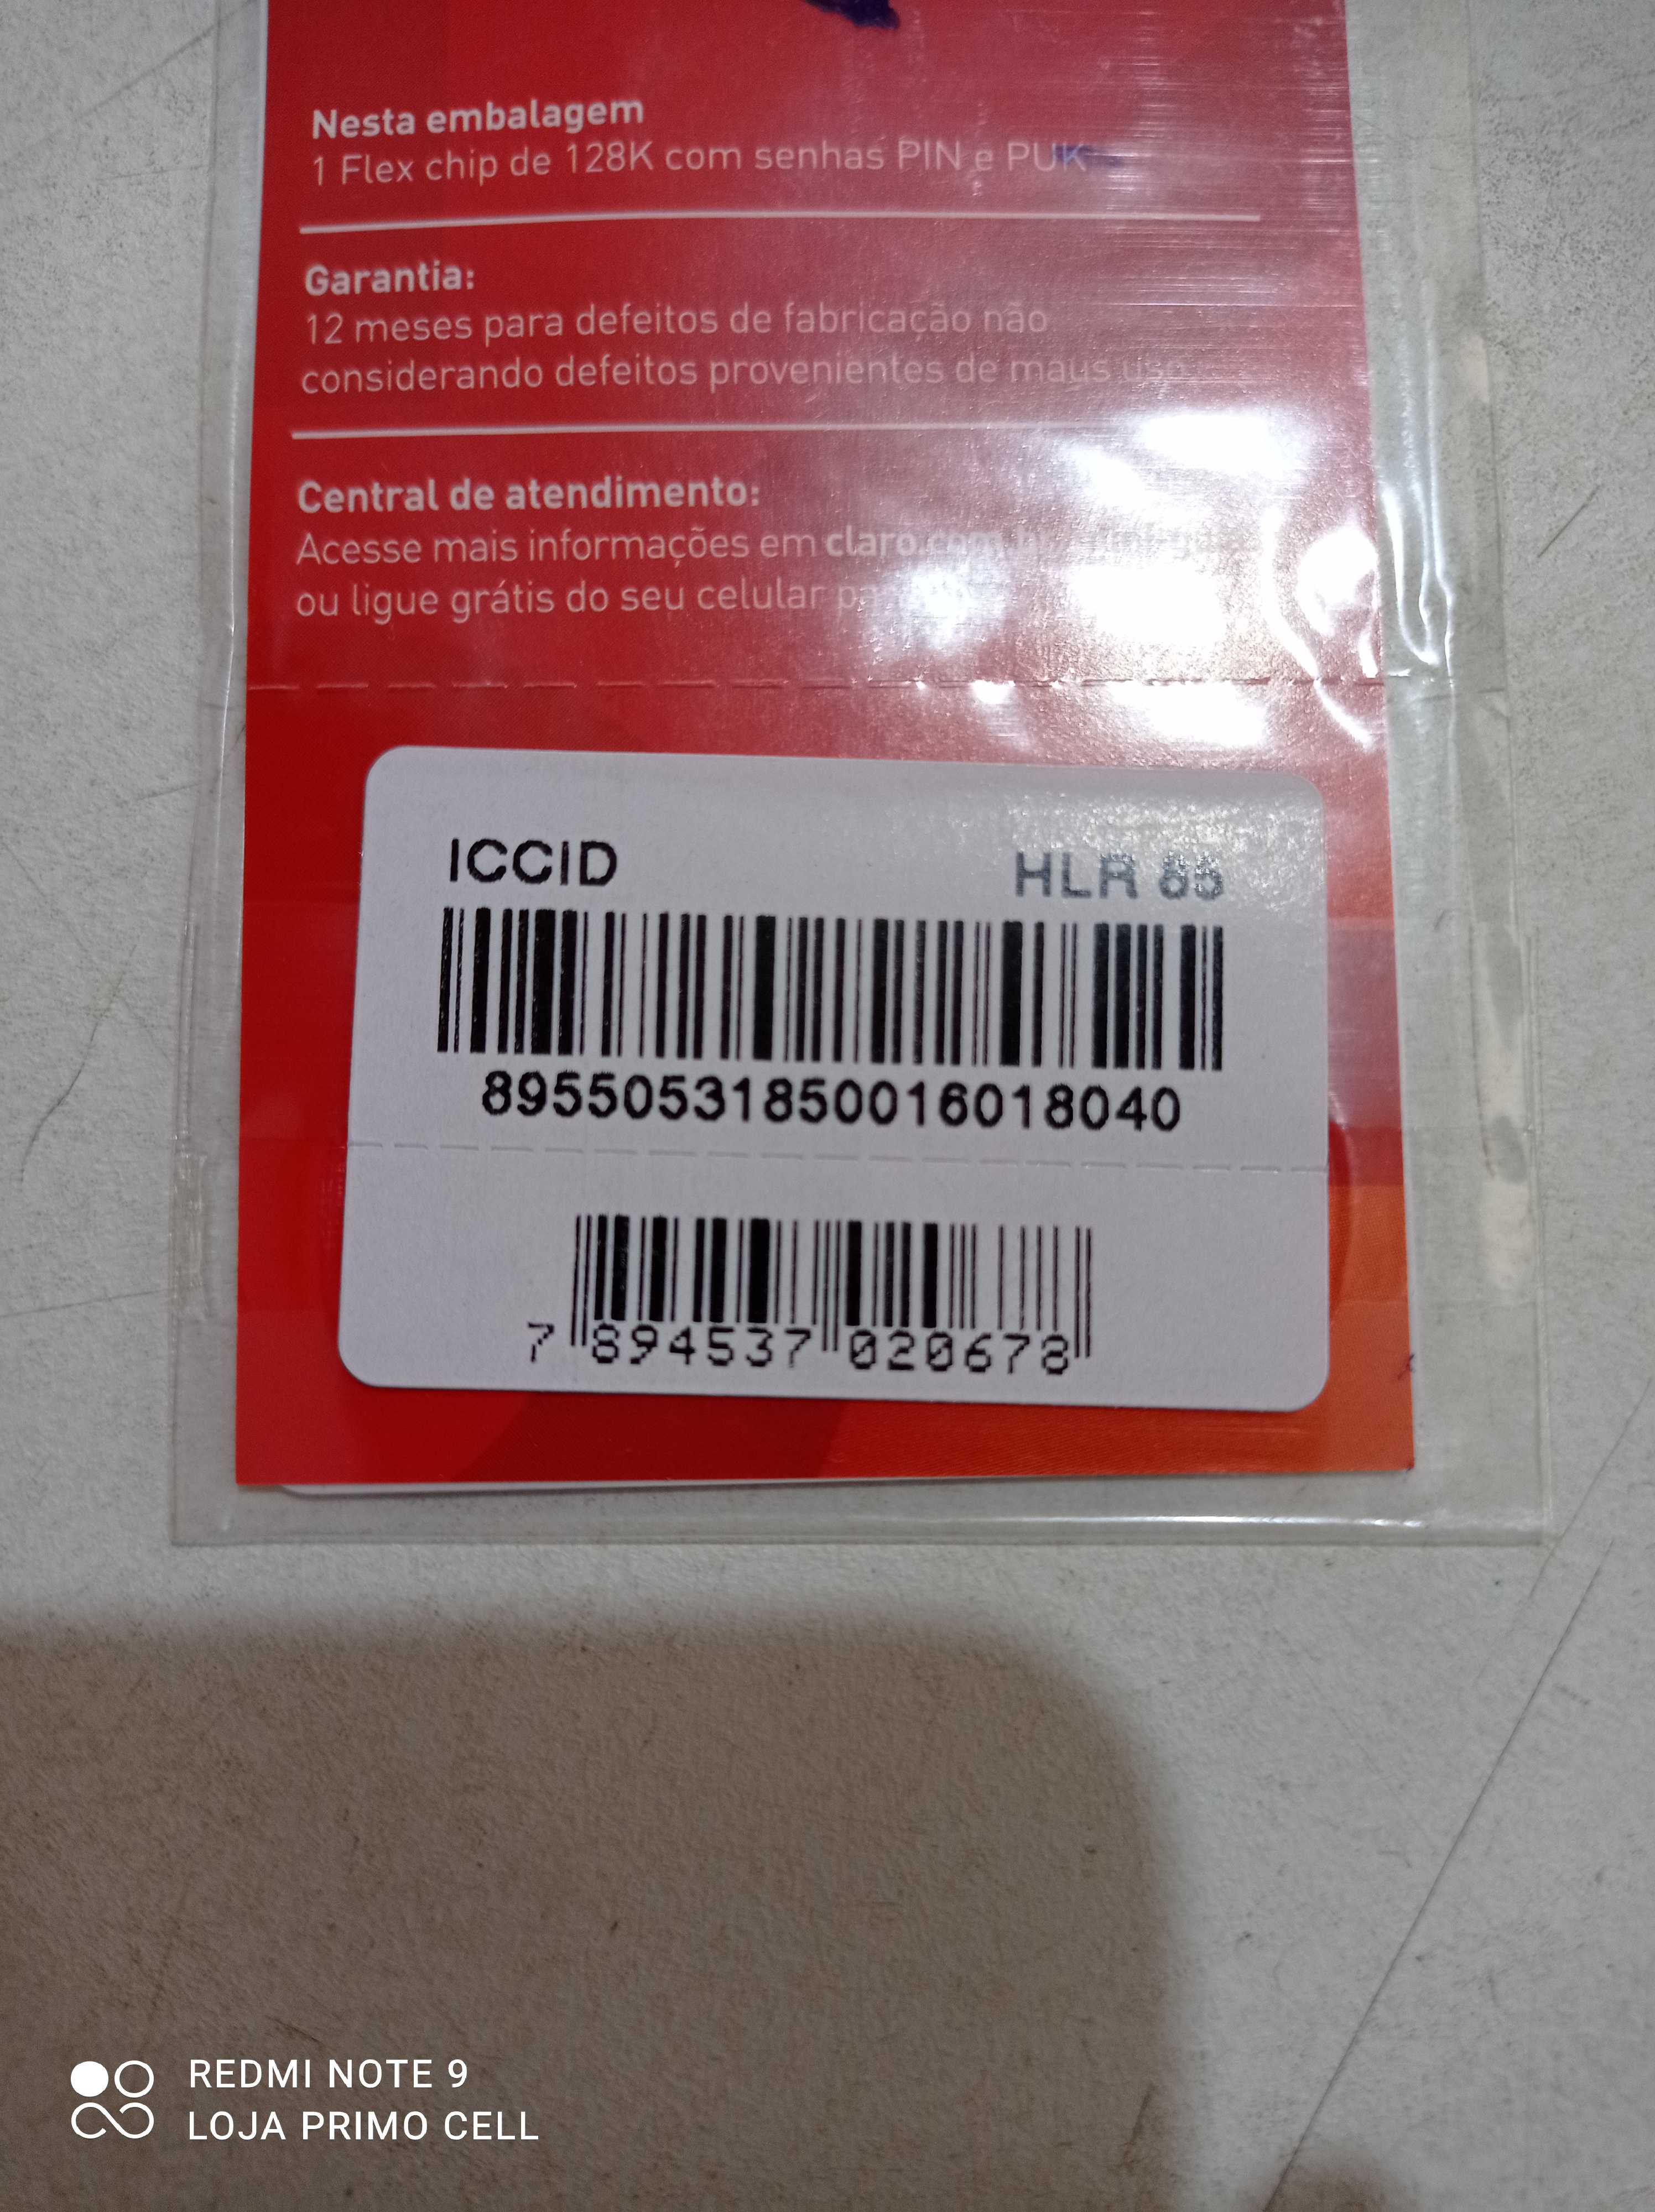 Nesta embalagem
1 Flex chip de 128K com senhas PIN e PUK
Garantia:
12 meses para defeitos de fabricação não
considerando defeitos provenientes de maus uso
Central de atendimento:
Acesse mais informações em claro.com.br
ou ligue grátis do seu celular
ICCID HLR 85
89550531850016018040
7 894537 020678
REDMI NOTE 9
LOJA PRIMO CELL